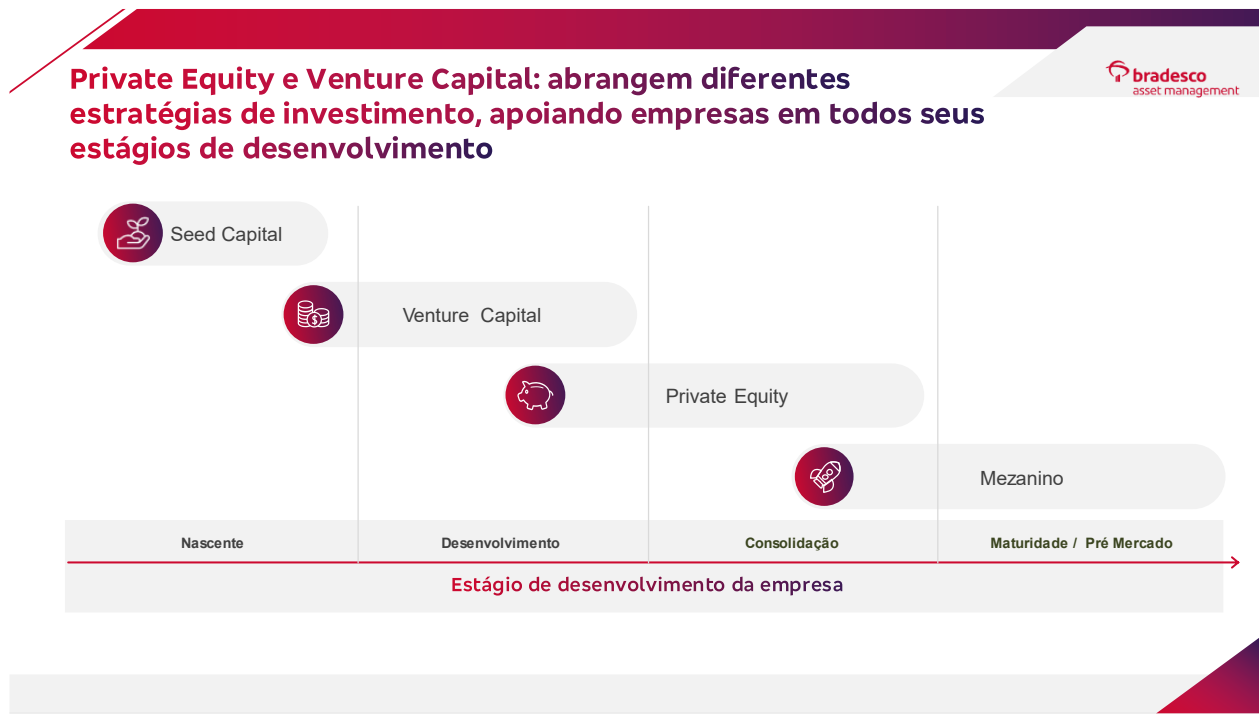 Private Equity e Venture Capital: abrangem diferentes
estratégias de investimento, apoiando empresas em todos seus
estágios de desenvolvimento
bradesco
asset management
Seed Capital
Venture Capital
Private Equity
Mezanino
Nascente
Desenvolvimento
Consolidação
Maturidade / Pré Mercado
Estágio de desenvolvimento da empresa